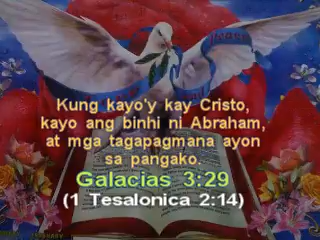 Kung kayo'y kay Cristo,
kayo ang binhi ni Abraham,
at mga tagapagmana ayon
sa pangako.
Galacias 3:29
(1 Tesalonica 2:14)